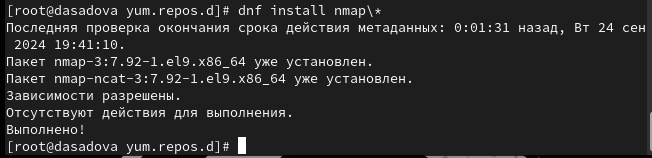 [root@dasadova yum.repos.d]# dnf install nmap\*
Последняя проверка окончания срока действия метаданных: 0:01:31 назад, Вт 24 сен
 2024 19:41:10.
Пакет nmap-3:7.92-1.el9.x86_64 уже установлен.
Пакет nmap-ncat-3:7.92-1.el9.x86_64 уже установлен.
Зависимости разрешены.
Отсутствуют действия для выполнения.
Выполнено!
[root@dasadova yum.repos.d]#